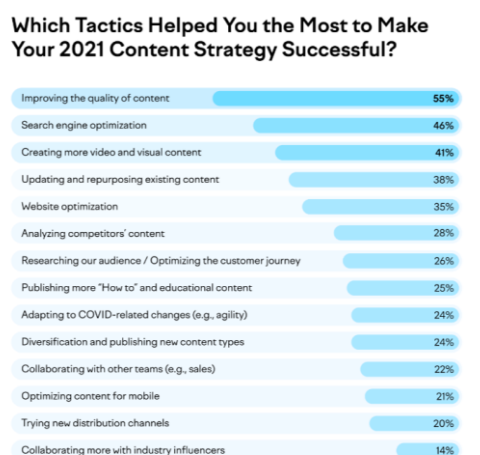 Which Tactics Helped You the Most to Make
Your 2021 Content Strategy Successful?
Improving the quality of content 55%
Search engine optimization 46%
Creating more video and visual content 41%
Updating and repurposing existing content 38%
Website optimization 35%
Analyzing competitors' content 28%
Researching our audience / Optimizing the customer journey 26%
Publishing more "How to" and educational content 25%
Adapting to COVID-related changes (e.g., agility) 24%
Diversification and publishing new content types 24%
Collaborating with other teams (e.g., sales) 22%
Optimizing content for mobile 21%
Trying new distribution channels 20%
Collaborating more with industry influencers 14%